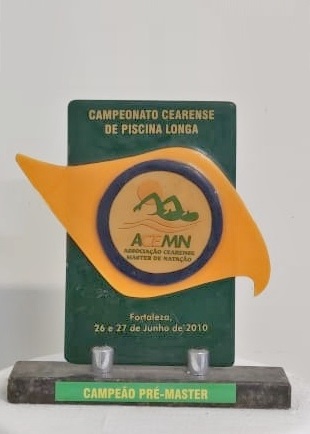 CAMPEONATO CEARENSE
DE PISCINA LONGA
ACEMN
ASSOCIAÇÃO CEARENSE
MASTER DE NATAÇÃO
Fortaleza,
26 e 27 de Junho de 2010
CAMPEÃO PRÉ-MASTER